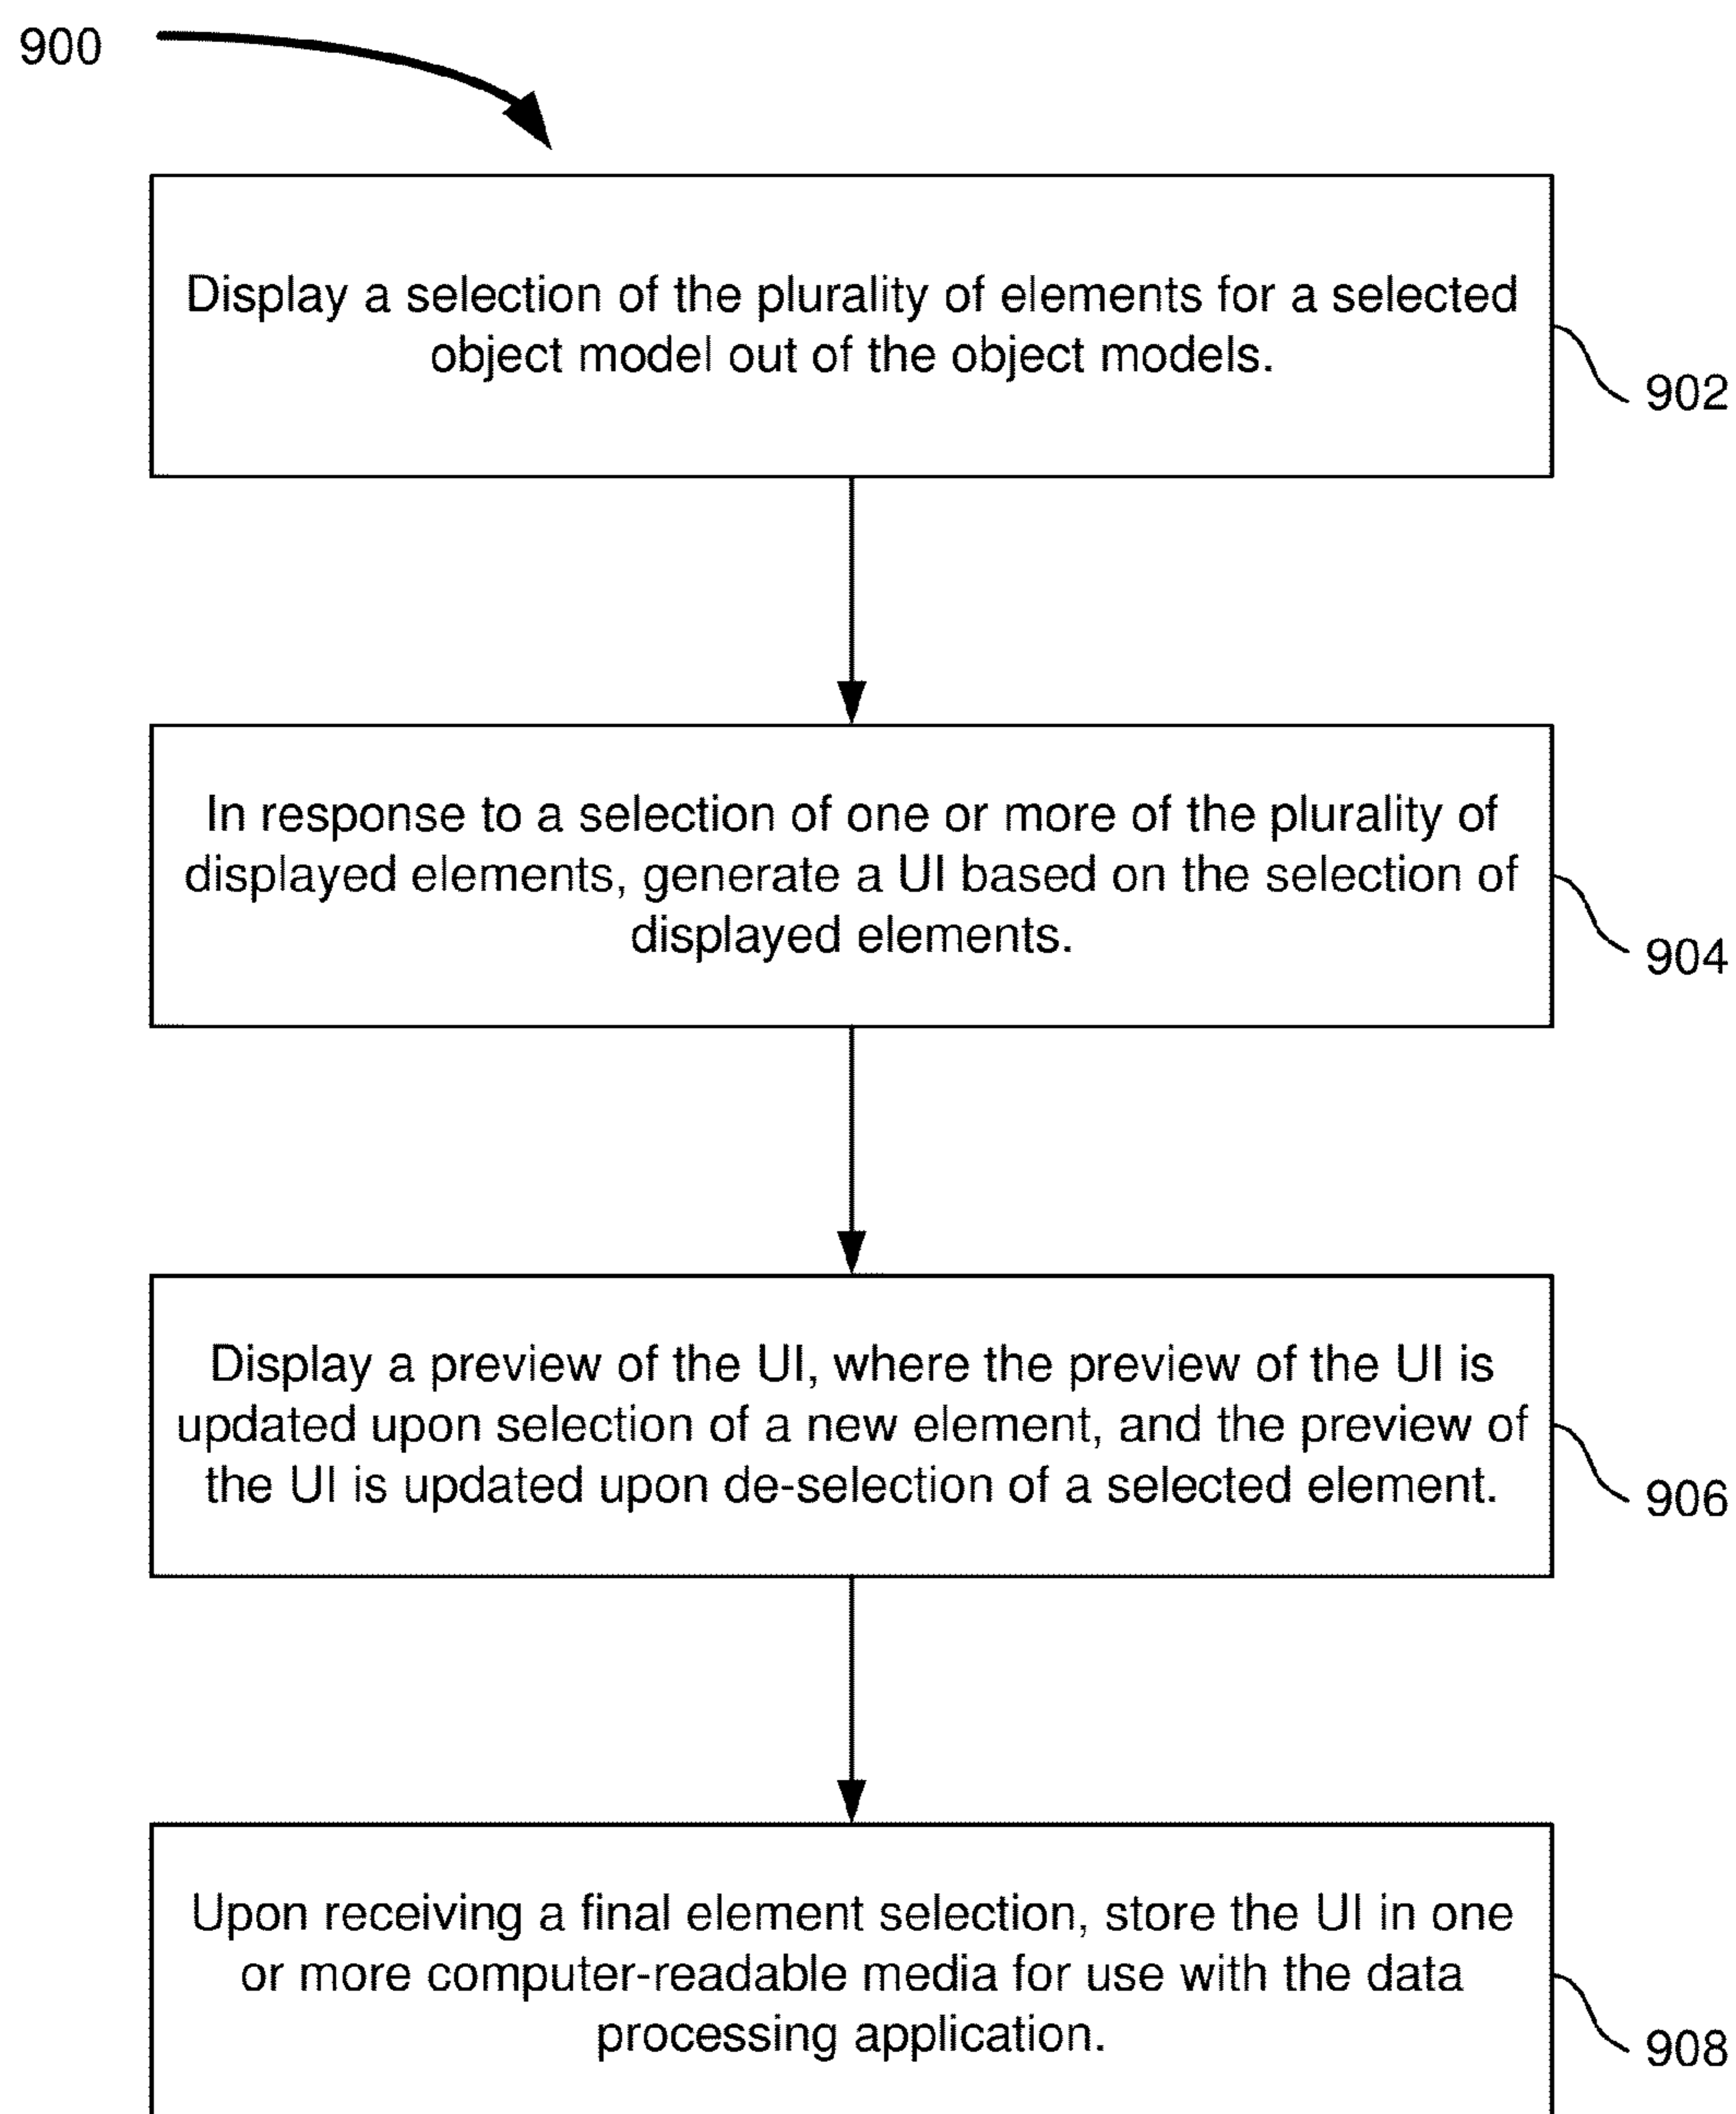 900
Display a selection of the plurality of elements for a selected
object model out of the object models.
902
In response to a selection of one or more of the plurality of
displayed elements, generate a UI based on the selection of
displayed elements.
904
Display a preview of the UI, where the preview of the UI is
updated upon selection of a new element, and the preview of
the UI is updated upon de-selection of a selected element.
906
Upon receiving a final element selection, store the UI in one
or more computer-readable media for use with the data
processing application.
908